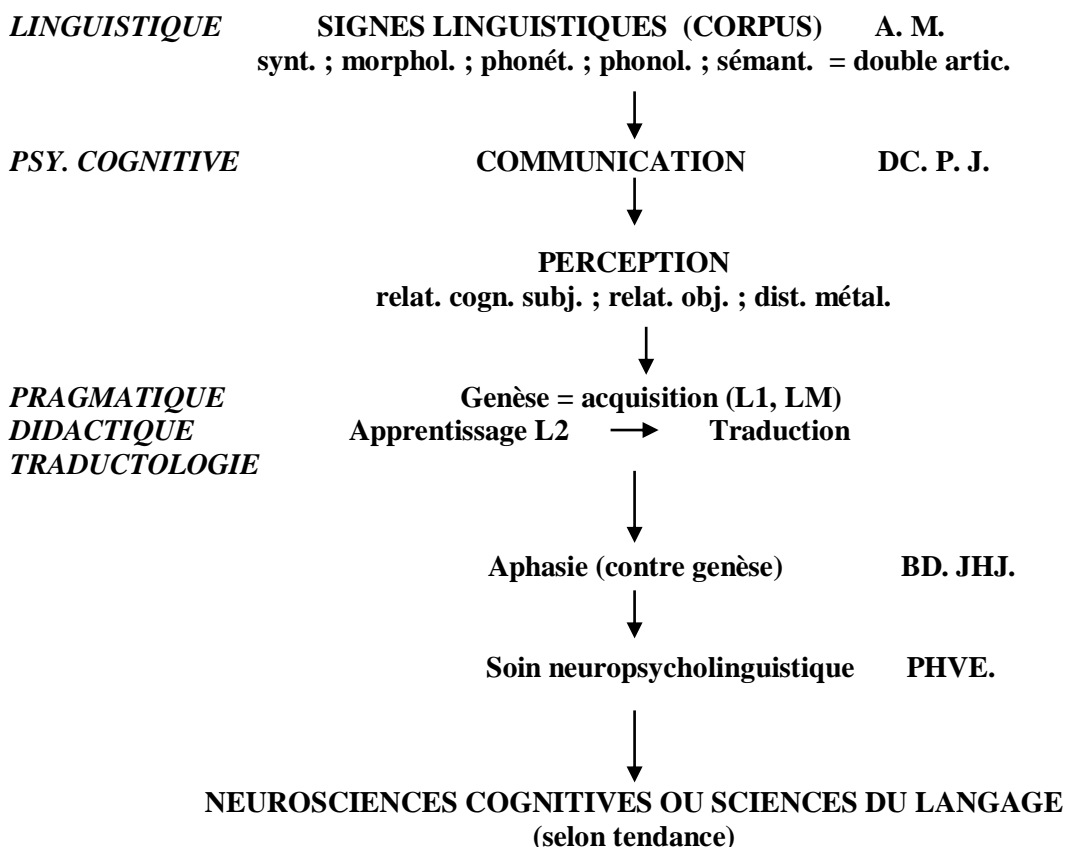 LINGUISTIQUE SIGNES LINGUISTIQUES (CORPUS) A. M.
synt. ; morphol. ; phonét. ; phonol. ; sémant. = double artic.
PSY. COGNITIVE COMMUNICATION DC. P. J.
PERCEPTION
relat. cogn. subj. ; relat. obj. ; dist. métal.
PRAGMATIQUE Genèse = acquisition (L1, LM)
DIDACTIQUE Apprentissage L2 Traduction
TRADUCTOLOGIE
Aphasie (contre genèse) BD. JHJ.
Soin neuropsycholinguistique PHVE.
NEUROSCIENCES COGNITIVES OU SCIENCES DU LANGAGE
(selon tendance)